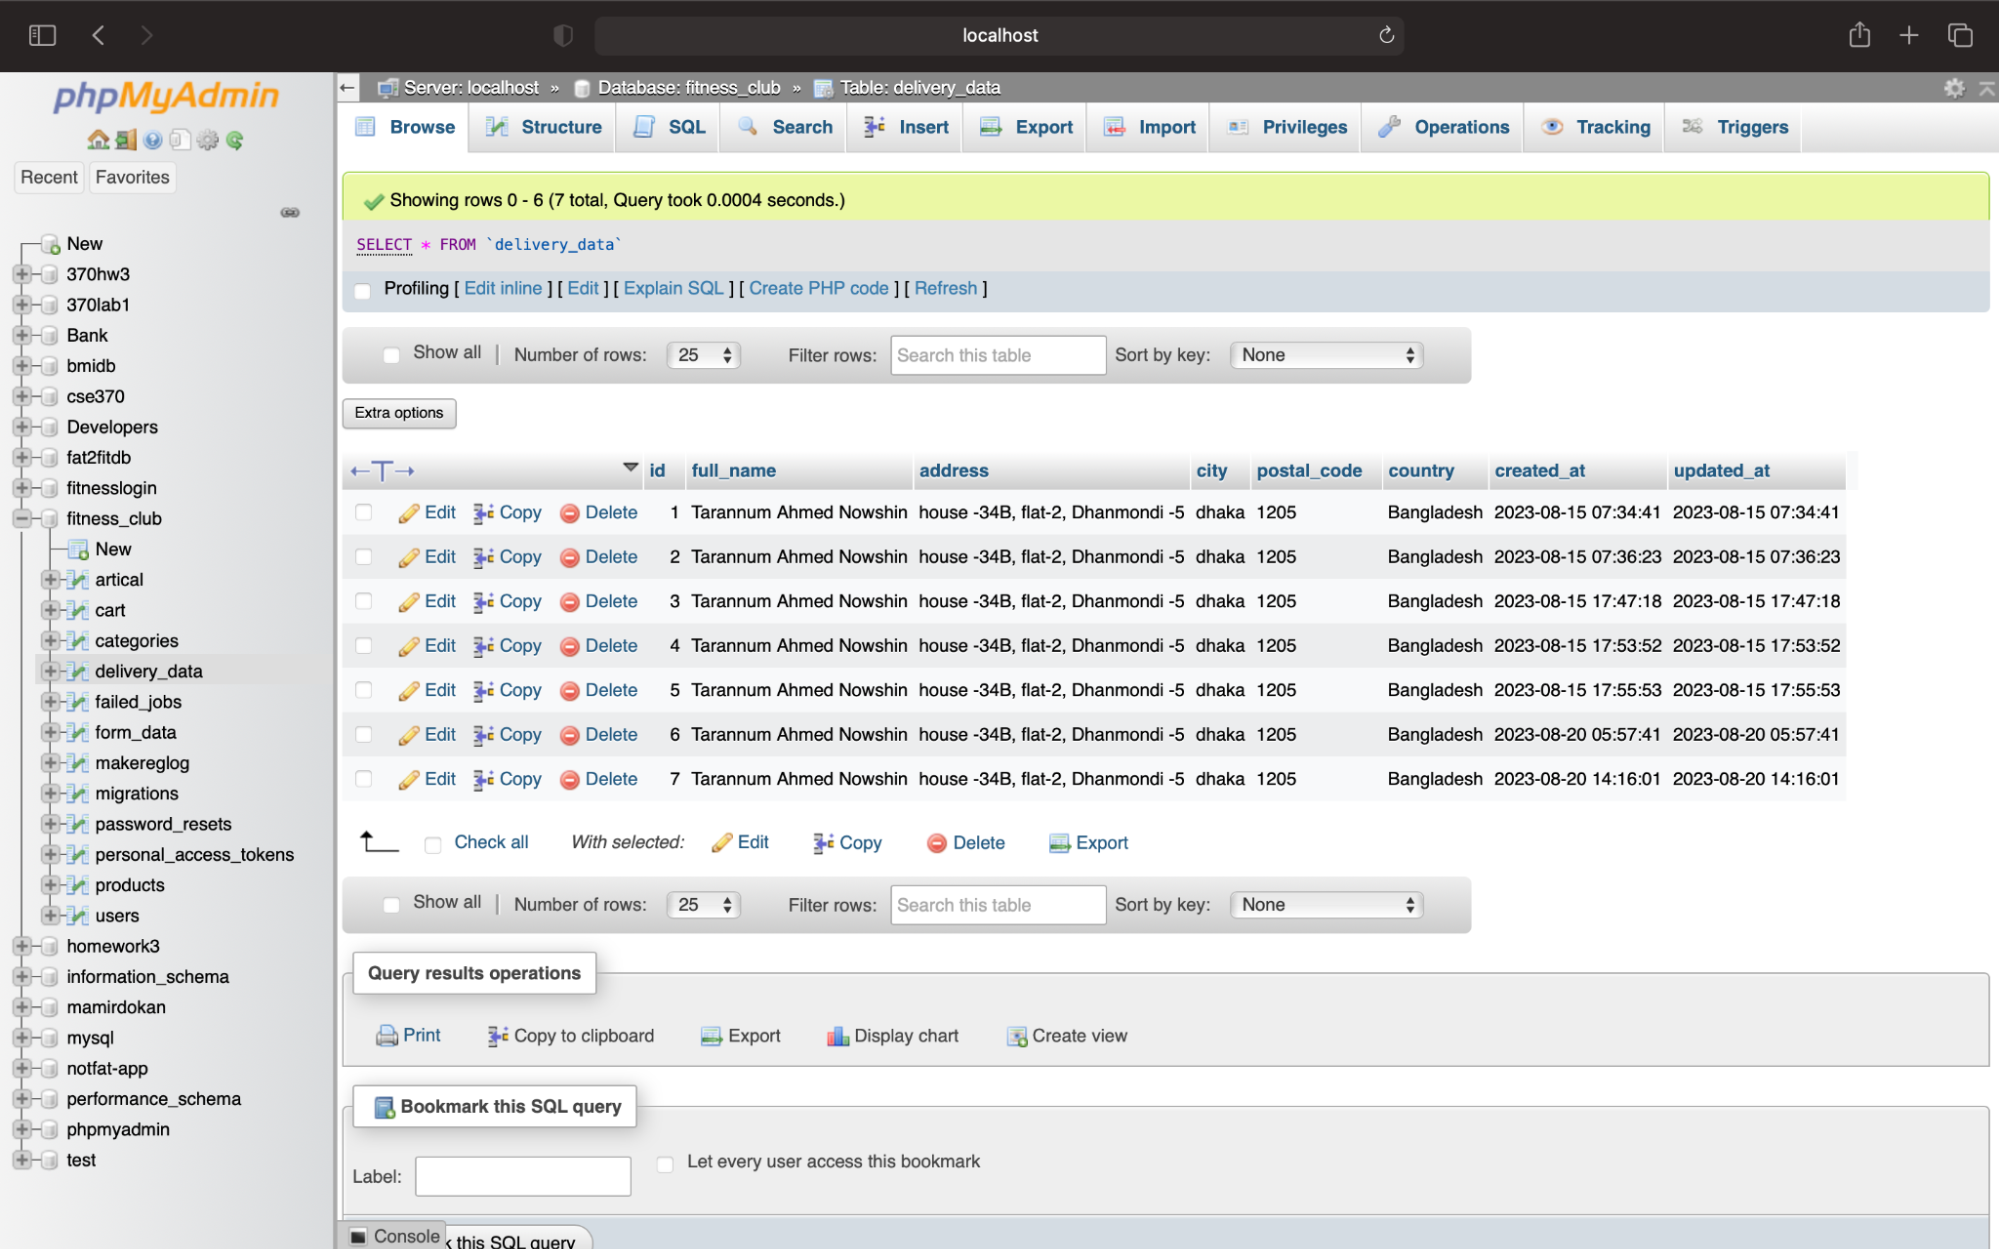 localhost
phpMyAdmin
Recent Favorites
New
370hw3
370lab1
Bank
bmidb
cse370
Developers
fat2fitdb
fitnesslogin
fitness_club
New
artical
cart
categories
delivery_data
failed_jobs
form_data
makereglog
migrations
password_resets
personal_access_tokens
products
users
homework3
information_schema
mamirdokan
mysql
notfat-app
performance_schema
phpmyadmin
test
Server: localhost » Database: fitness_club » Table: delivery_data
Browse Structure SQL Search Insert Export Import Privileges Operations Tracking Triggers
Showing rows 0 - 6 (7 total, Query took 0.0004 seconds.)
SELECT * FROM `delivery_data`
Profiling [ Edit inline ] [ Edit ] [ Explain SQL ] [ Create PHP code ] [ Refresh ]
Show all | Number of rows: 25 Filter rows: Search this table Sort by key: None
Extra options
←T→ id full_name address city postal_code country created_at updated_at
Edit Copy Delete 1 Tarannum Ahmed Nowshin house -34B, flat-2, Dhanmondi -5 dhaka 1205 Bangladesh 2023-08-15 07:34:41 2023-08-15 07:34:41
Edit Copy Delete 2 Tarannum Ahmed Nowshin house -34B, flat-2, Dhanmondi -5 dhaka 1205 Bangladesh 2023-08-15 07:36:23 2023-08-15 07:36:23
Edit Copy Delete 3 Tarannum Ahmed Nowshin house -34B, flat-2, Dhanmondi -5 dhaka 1205 Bangladesh 2023-08-15 17:47:18 2023-08-15 17:47:18
Edit Copy Delete 4 Tarannum Ahmed Nowshin house -34B, flat-2, Dhanmondi -5 dhaka 1205 Bangladesh 2023-08-15 17:53:52 2023-08-15 17:53:52
Edit Copy Delete 5 Tarannum Ahmed Nowshin house -34B, flat-2, Dhanmondi -5 dhaka 1205 Bangladesh 2023-08-15 17:55:53 2023-08-15 17:55:53
Edit Copy Delete 6 Tarannum Ahmed Nowshin house -34B, flat-2, Dhanmondi -5 dhaka 1205 Bangladesh 2023-08-20 05:57:41 2023-08-20 05:57:41
Edit Copy Delete 7 Tarannum Ahmed Nowshin house -34B, flat-2, Dhanmondi -5 dhaka 1205 Bangladesh 2023-08-20 14:16:01 2023-08-20 14:16:01
Check all With selected: Edit Copy Delete Export
Show all | Number of rows: 25 Filter rows: Search this table Sort by key: None
Query results operations
Print Copy to clipboard Export Display chart Create view
Bookmark this SQL query
Label: Let every user access this bookmark
Console k this SQL query